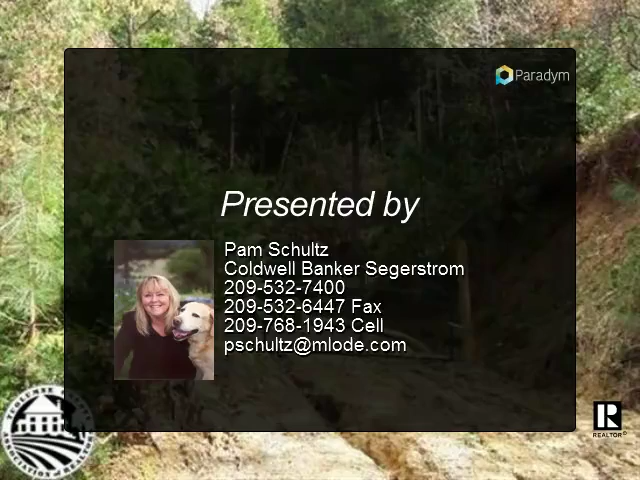 Paradym
Presented by
Pam Schultz
Coldwell Banker Segerstrom
209-532-7400
209-532-6447 Fax
209-768-1943 Cell
pschultz@mlode.com
REALTOR®